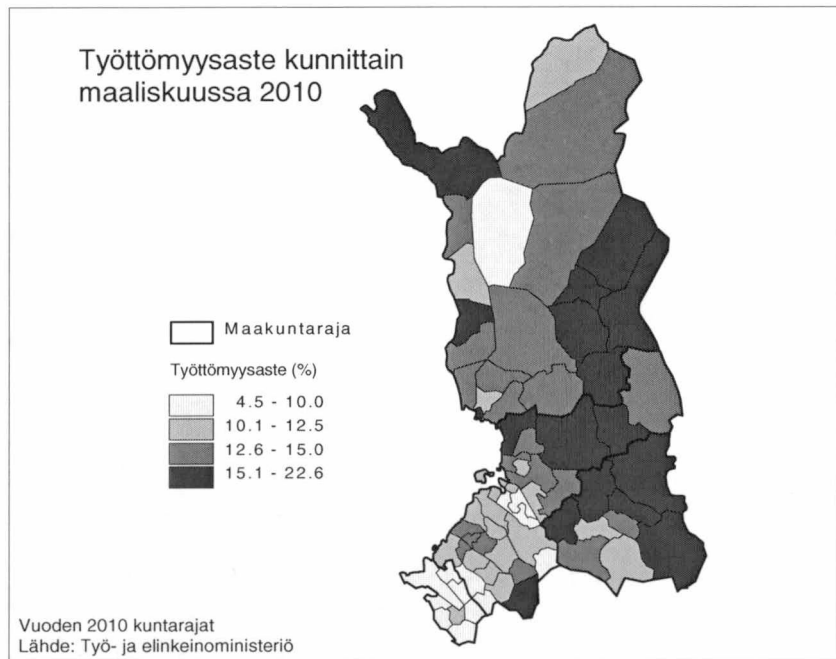 Työttömyysaste kunnittain
maaliskuussa 2010
Maakuntaraja
Työttömyysaste (%)
4.5 - 10.0
10.1 - 12.5
12.6 - 15.0
15.1 - 22.6
Vuoden 2010 kuntarajat
Lähde: Työ- ja elinkeinoministeriö